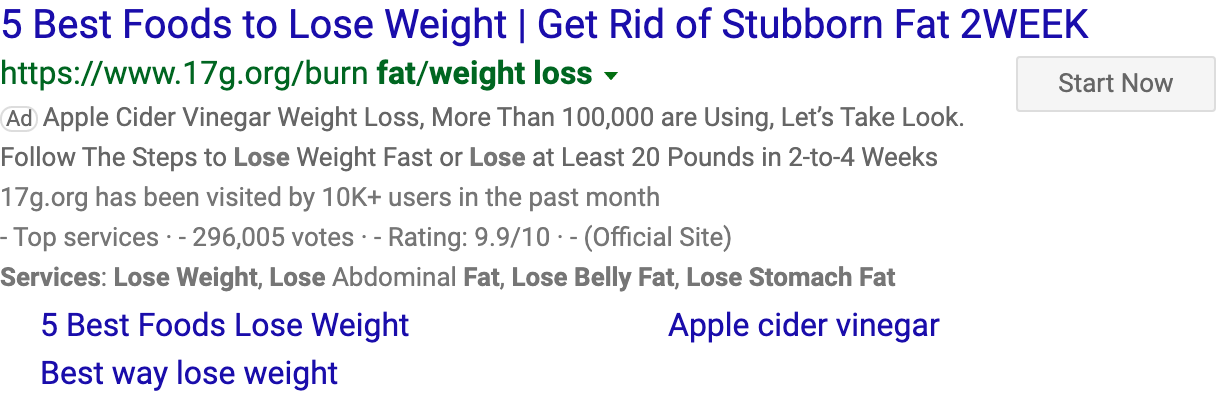 5 Best Foods to Lose Weight | Get Rid of Stubborn Fat 2WEEK
https://www.17g.org/burn fat/weight loss
Start Now
Ad Apple Cider Vinegar Weight Loss, More Than 100,000 are Using, Let’s Take Look.
Follow The Steps to Lose Weight Fast or Lose at Least 20 Pounds in 2-to-4 Weeks
17g.org has been visited by 10K+ users in the past month
- Top services · - 296,005 votes · - Rating: 9.9/10 · - (Official Site)
Services: Lose Weight, Lose Abdominal Fat, Lose Belly Fat, Lose Stomach Fat
5 Best Foods Lose Weight
Apple cider vinegar
Best way lose weight